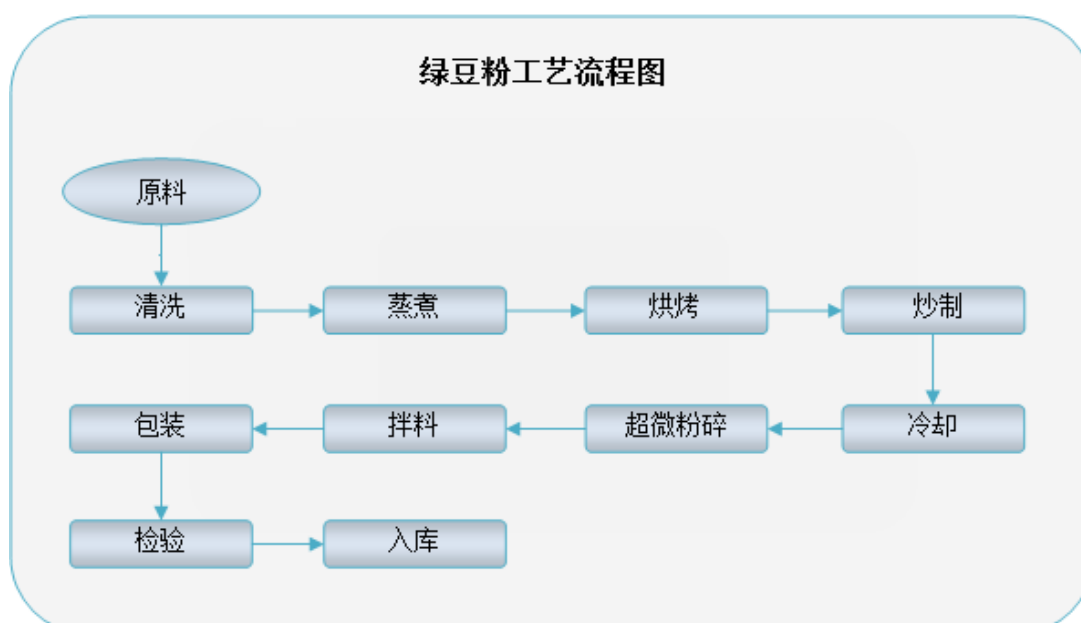 绿豆粉工艺流程图
原料
清洗
蒸煮
烘烤
炒制
冷却
超微粉碎
拌料
包装
检验
入库